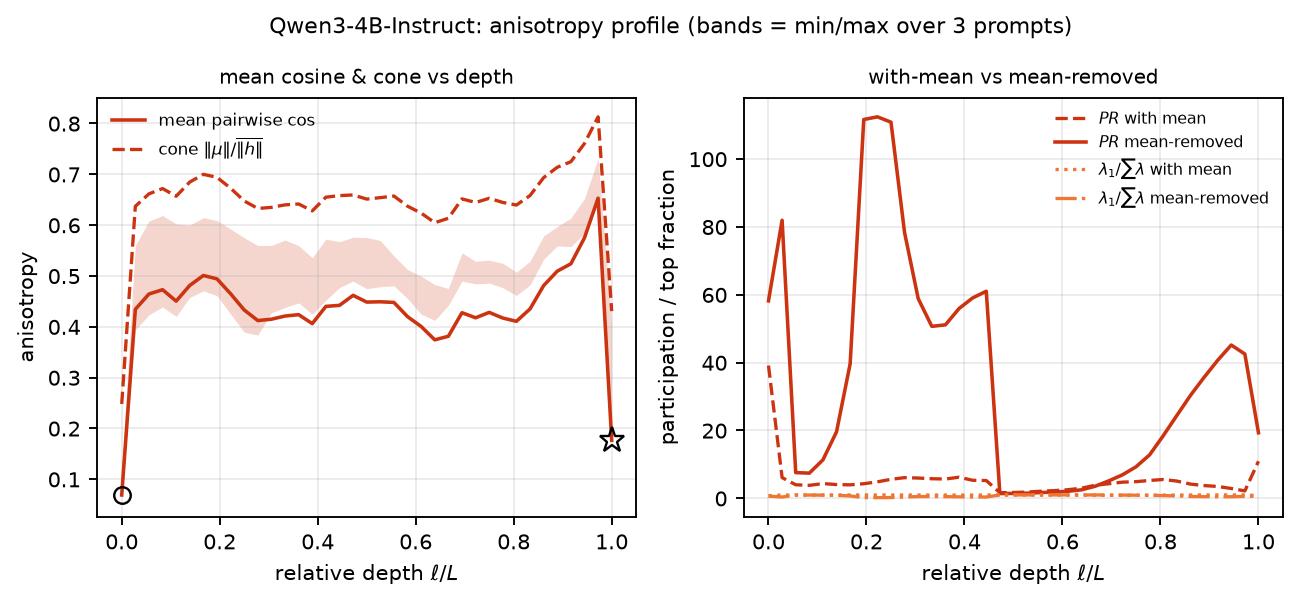 Qwen3-4B-Instruct: anisotropy profile (bands = min/max over 3 prompts)
mean cosine & cone vs depth
mean pairwise cos
cone ‖μ‖/‖h‖
anisotropy
0.8
0.7
0.6
0.5
0.4
0.3
0.2
0.1
0.0 0.2 0.4 0.6 0.8 1.0
relative depth ℓ/L
with-mean vs mean-removed
PR with mean
PR mean-removed
λ₁/∑λ with mean
λ₁/∑λ mean-removed
participation / top fraction
100
80
60
40
20
0
0.0 0.2 0.4 0.6 0.8 1.0
relative depth ℓ/L